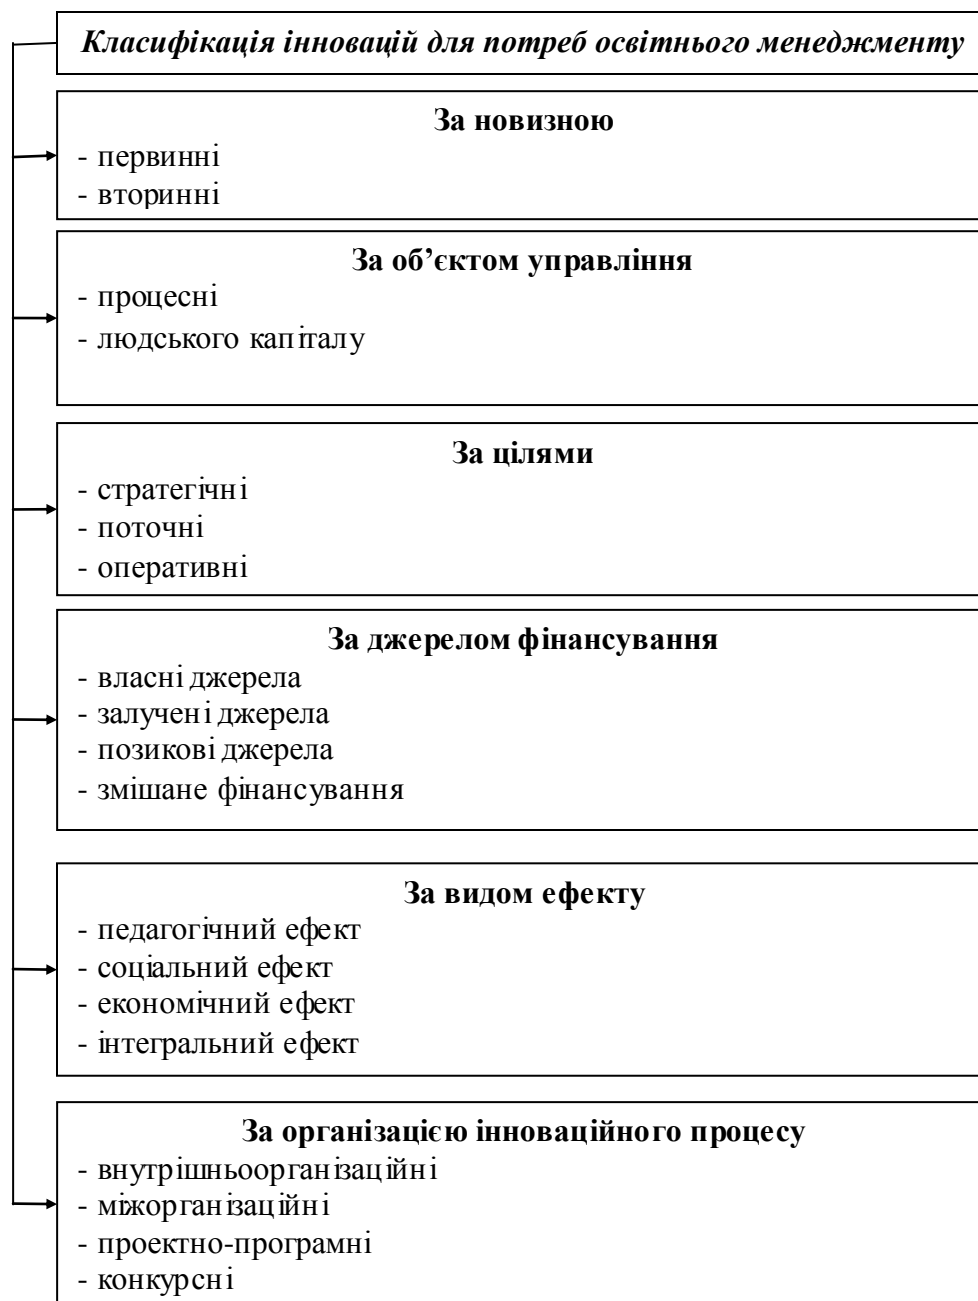 Класифікація інновацій для потреб освітнього менеджменту
За новизною
- первинні
- вторинні
За об’єктом управління
- процесні
- людського капіталу
За цілями
- стратегічні
- поточні
- оперативні
За джерелом фінансування
- власні джерела
- залучені джерела
- позикові джерела
- змішане фінансування
За видом ефекту
- педагогічний ефект
- соціальний ефект
- економічний ефект
- інтегральний ефект
За організацією інноваційного процесу
- внутрішньоорганізаційні
- міжорганізаційні
- проектно-програмні
- конкурсні